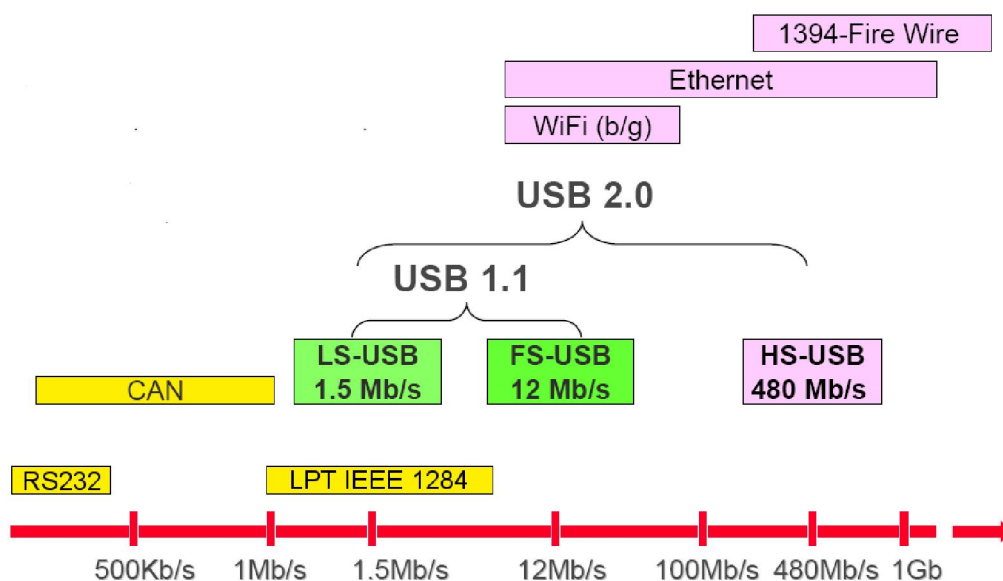 1394-Fire Wire
Ethernet
WiFi (b/g)
USB 2.0
USB 1.1
LS-USB
1.5 Mb/s
FS-USB
12 Mb/s
HS-USB
480 Mb/s
CAN
RS232
LPT IEEE 1284
500Kb/s
1Mb/s
1.5Mb/s
12Mb/s
100Mb/s
480Mb/s
1Gb